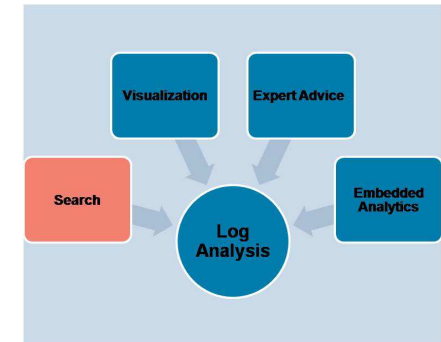 Visualization
Expert Advice
Search
Embedded
Analytics
Log
Analysis